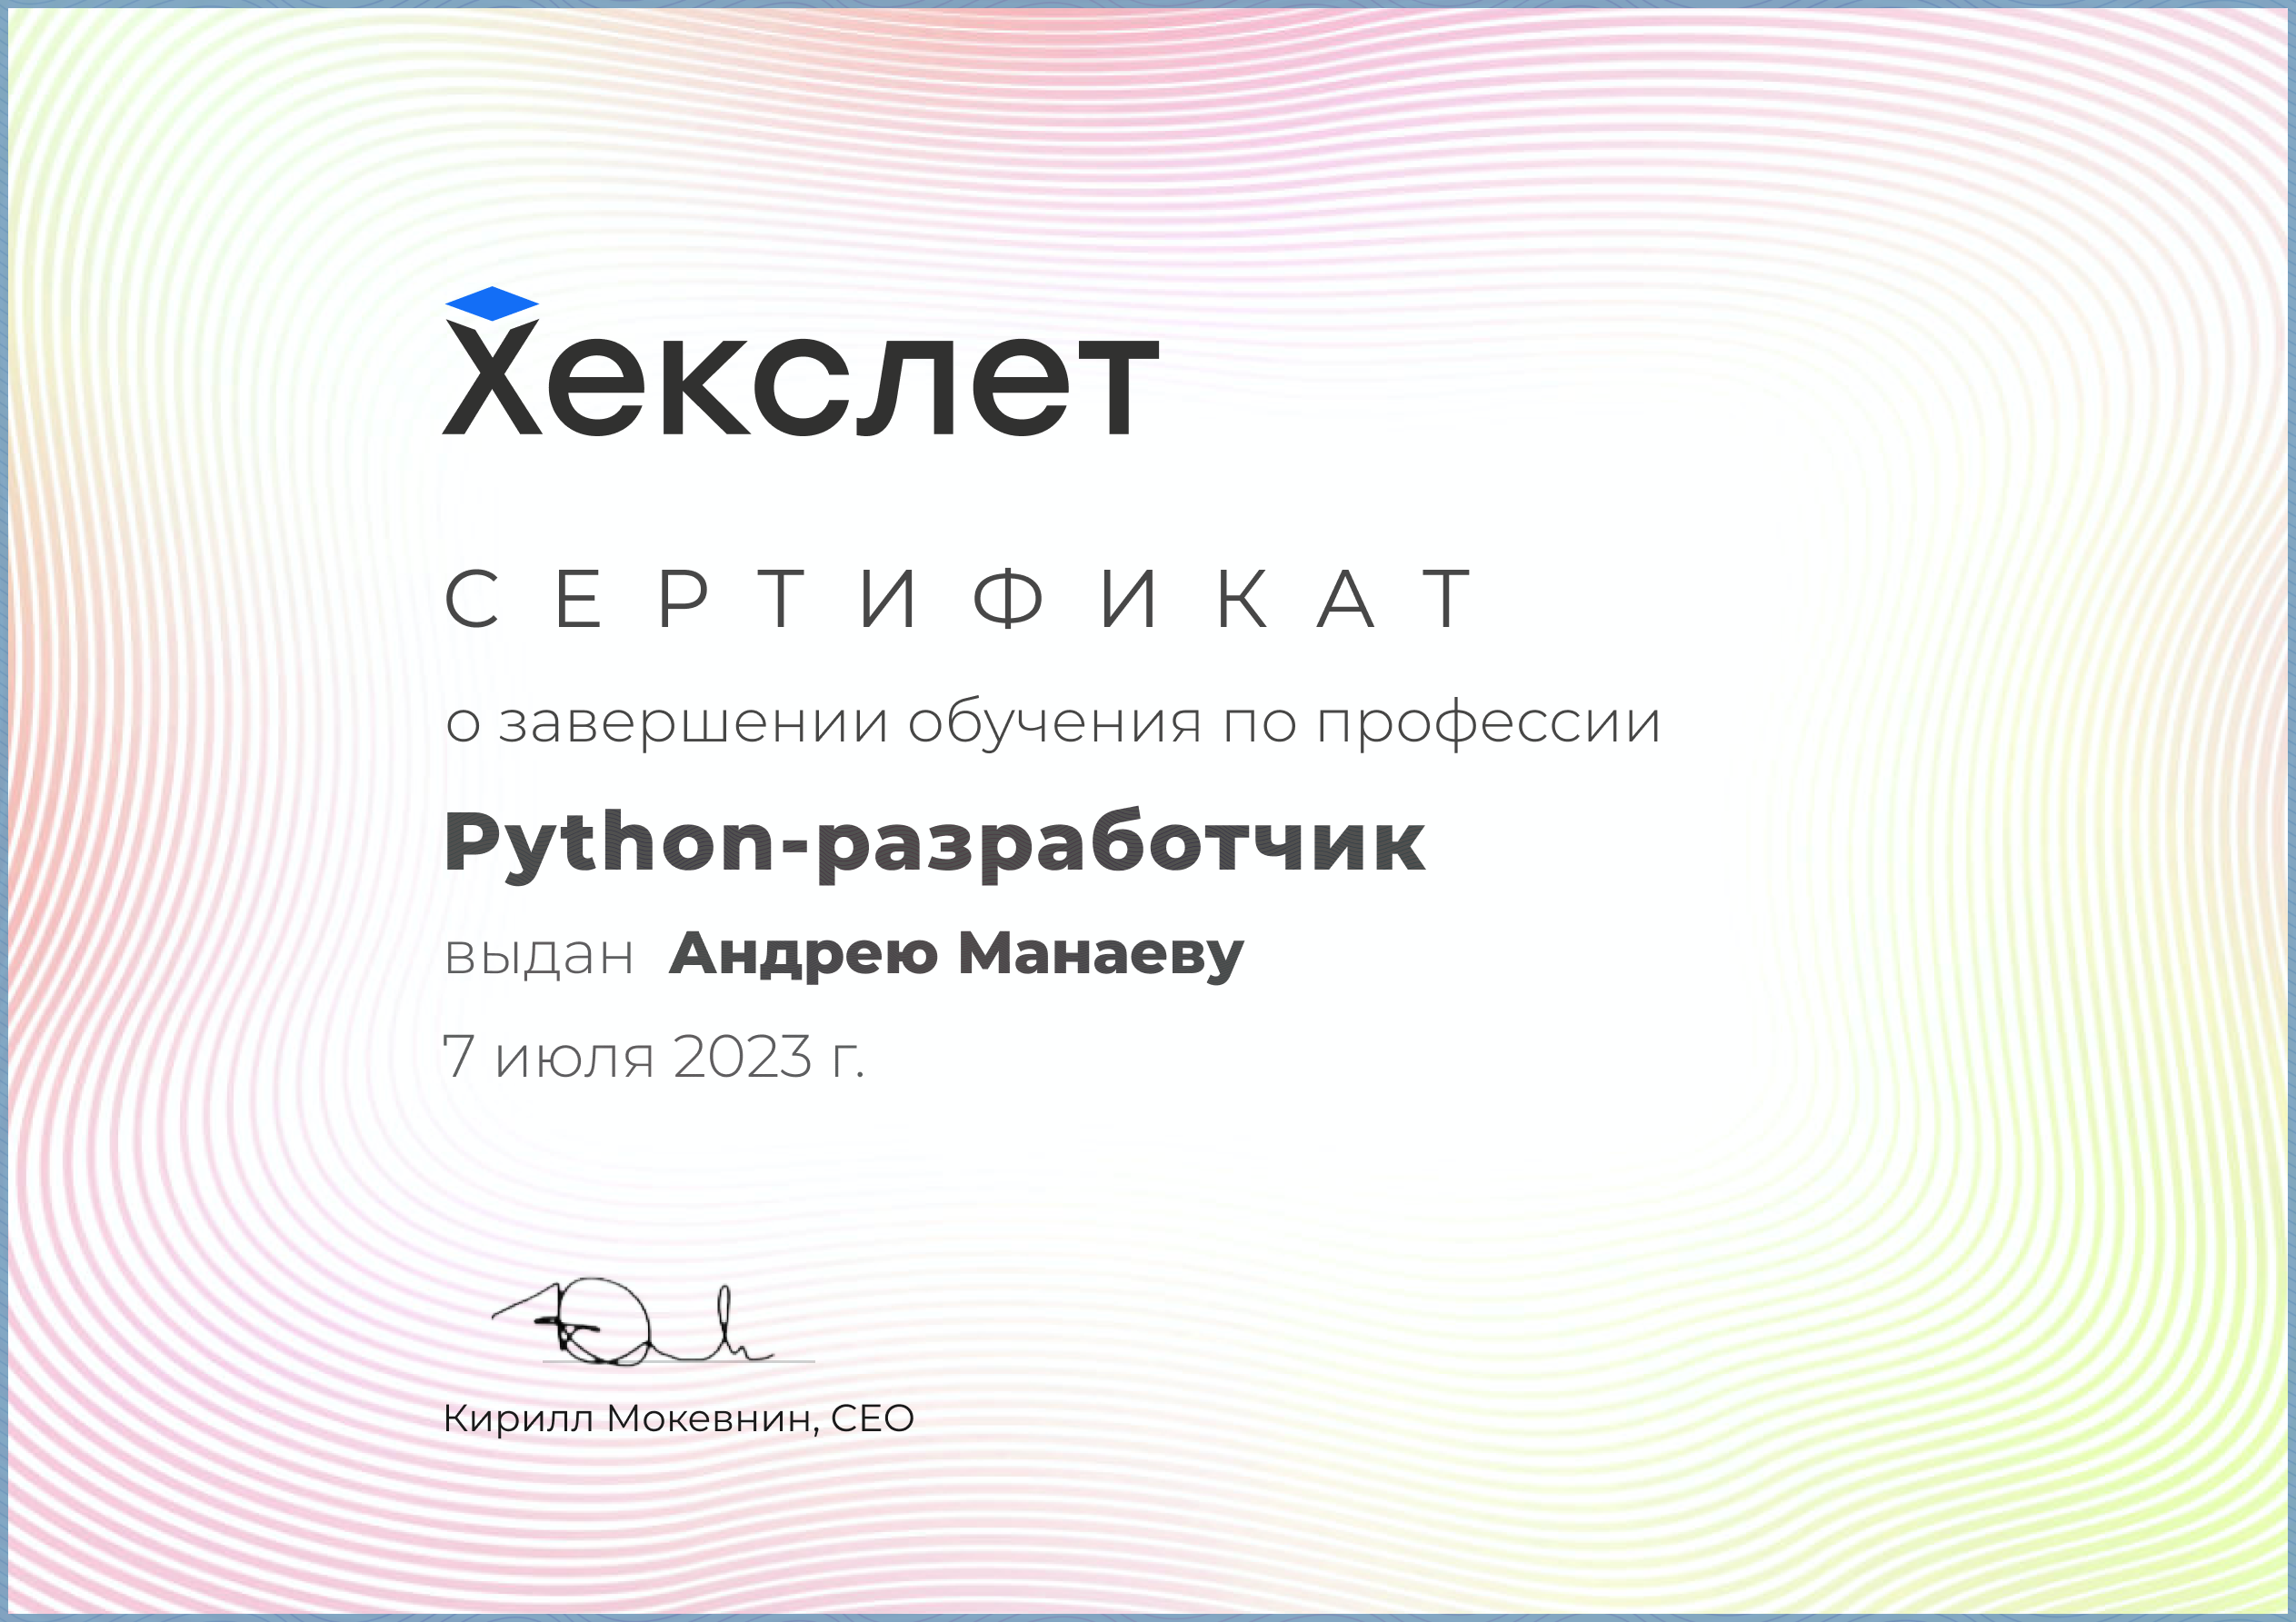 Хекслет
СЕРТИФИКАТ
о завершении обучения по профессии
Python-разработчик
выдан Андрею Манаеву
7 июля 2023 г.
Кирилл Мокевнин, CEO